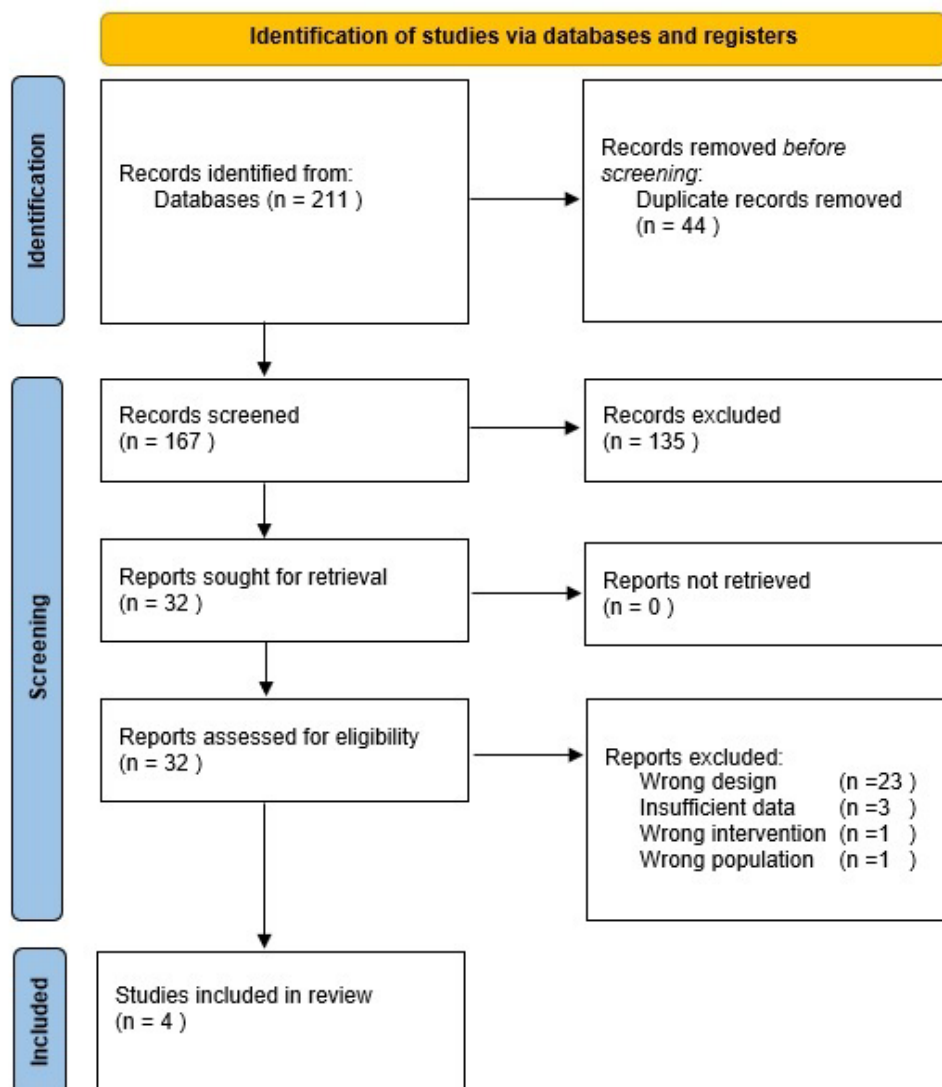 Identification of studies via databases and registers
Identification
Records identified from:
Databases (n = 211 )
Records removed before
screening:
Duplicate records removed
(n = 44 )
Screening
Records screened
(n = 167 )
Records excluded
(n = 135 )
Reports sought for retrieval
(n = 32 )
Reports not retrieved
(n = 0 )
Reports assessed for eligibility
(n = 32 )
Reports excluded:
Wrong design (n =23 )
Insufficient data (n =3 )
Wrong intervention (n =1 )
Wrong population (n =1 )
Included
Studies included in review
(n = 4 )